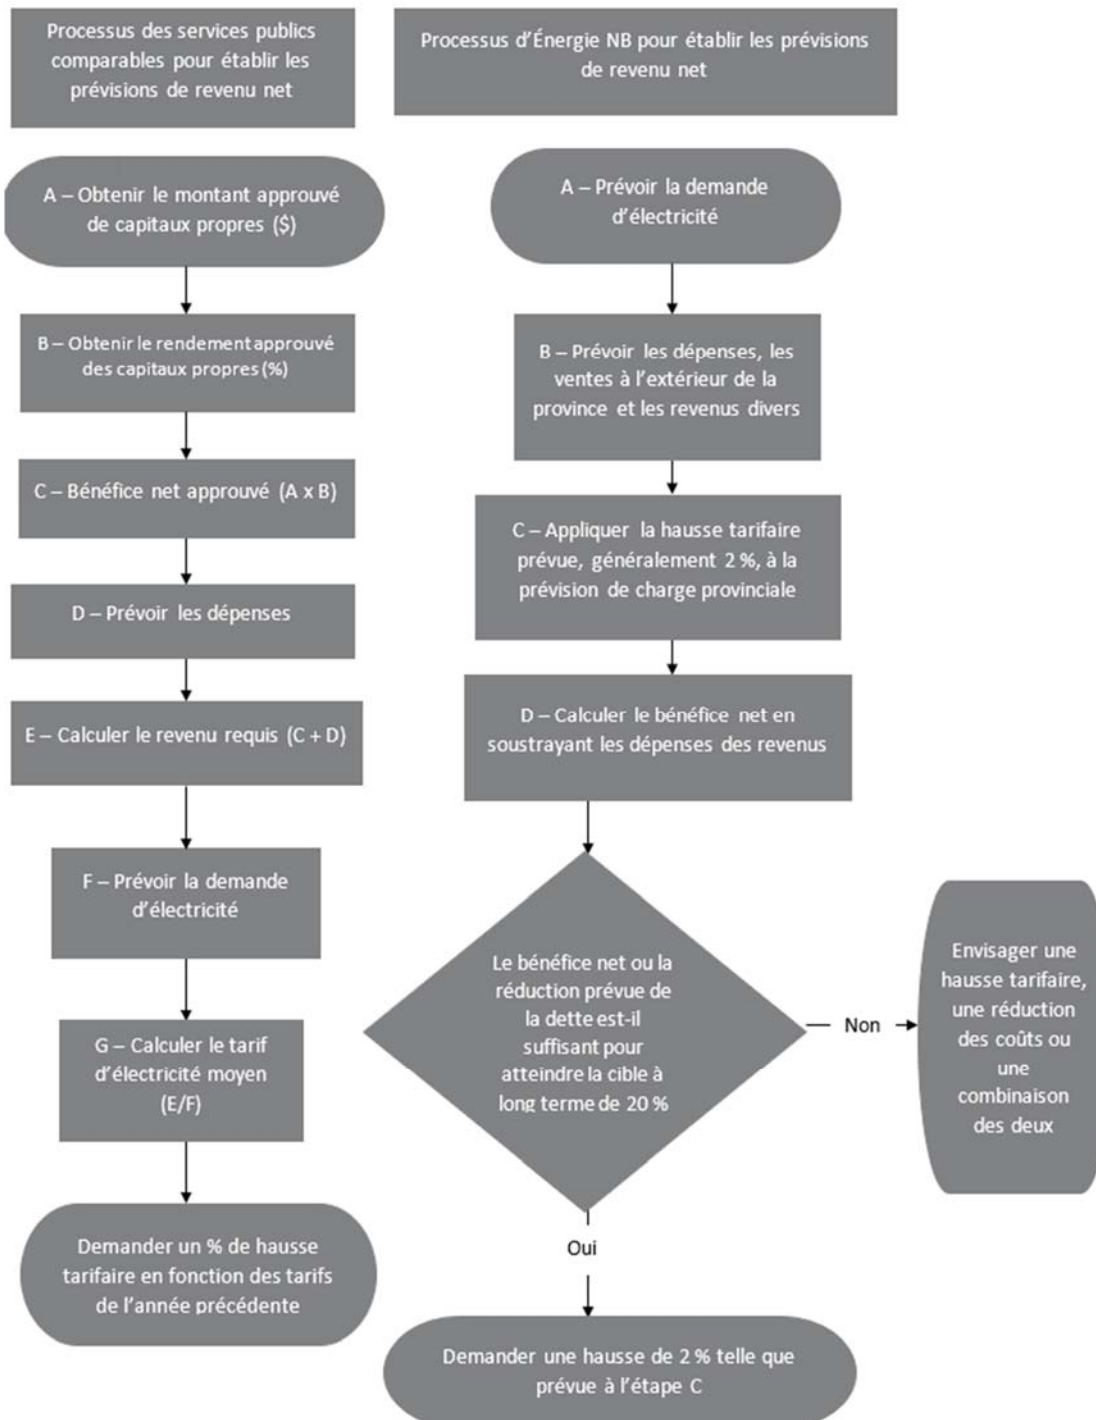 Processus des services publics
comparables pour établir les
prévisions de revenu net
Processus d’Énergie NB pour établir les prévisions
de revenu net
A – Obtenir le montant approuvé
de capitaux propres ($)
B – Obtenir le rendement approuvé
des capitaux propres (%)
C – Bénéfice net approuvé (A x B)
D – Prévoir les dépenses
E – Calculer le revenu requis (C + D)
F – Prévoir la demande
d’électricité
G – Calculer le tarif
d’électricité moyen
(E/F)
Demander un % de hausse
tarifaire en fonction des tarifs
de l’année précédente
A – Prévoir la demande
d’électricité
B – Prévoir les dépenses, les
ventes à l’extérieur de la
province et les revenus divers
C – Appliquer la hausse tarifaire
prévue, généralement 2 %, à la
prévision de charge provinciale
D – Calculer le bénéfice net en
soustrayant les dépenses des revenus
Le bénéfice net ou la
réduction prévue de
la dette est-il
suffisant pour
atteindre la cible à
long terme de 20 %
Non
Envisager une
hausse tarifaire,
une réduction
des coûts ou
une
combinaison
des deux
Oui
Demander une hausse de 2 % telle que
prévue à l’étape C